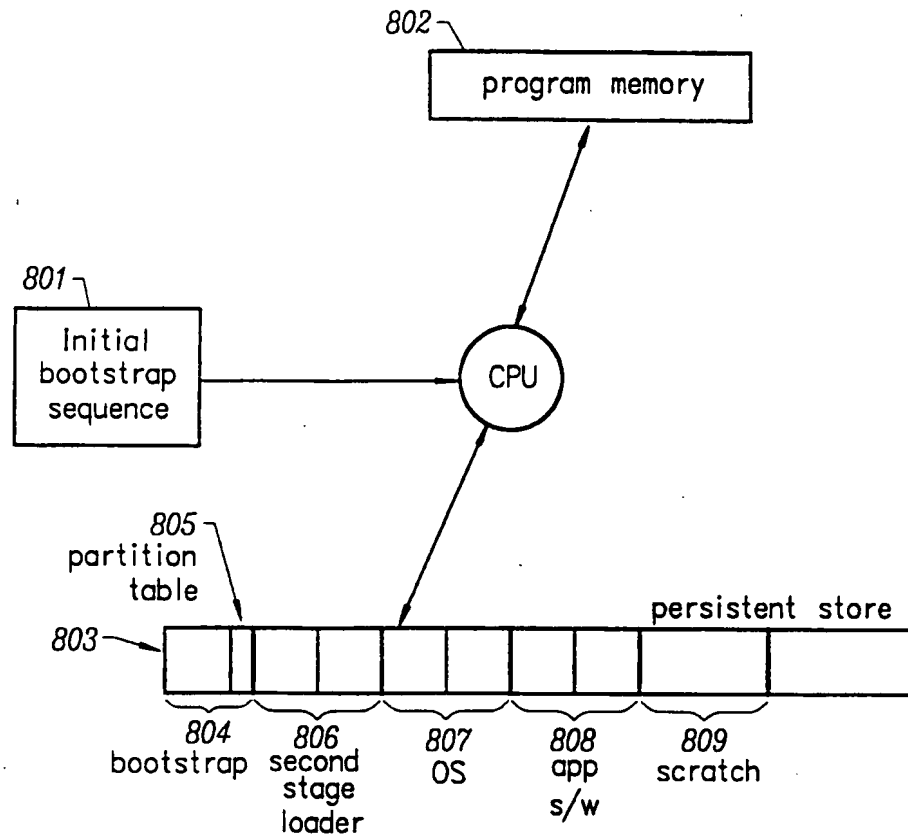 802
program memory
801
Initial
bootstrap
sequence
CPU
805
partition
table
persistent store
803
804
bootstrap
806
second
stage
loader
807
OS
808
app
s/w
809
scratch